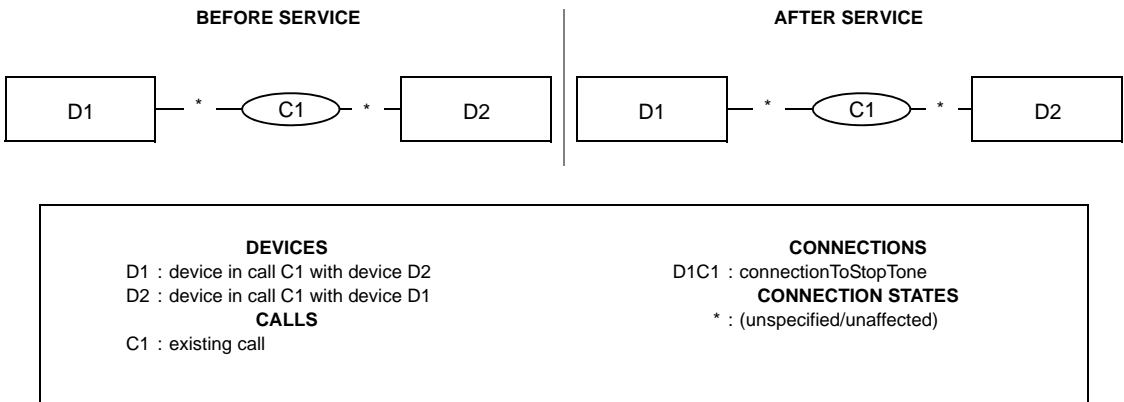 BEFORE SERVICE
AFTER SERVICE
D1 * C1 * D2
D1 * C1 * D2
DEVICES
D1 : device in call C1 with device D2
D2 : device in call C1 with device D1
CALLS
C1 : existing call
CONNECTIONS
D1C1 : connectionToStopTone
CONNECTION STATES
* : (unspecified/unaffected)